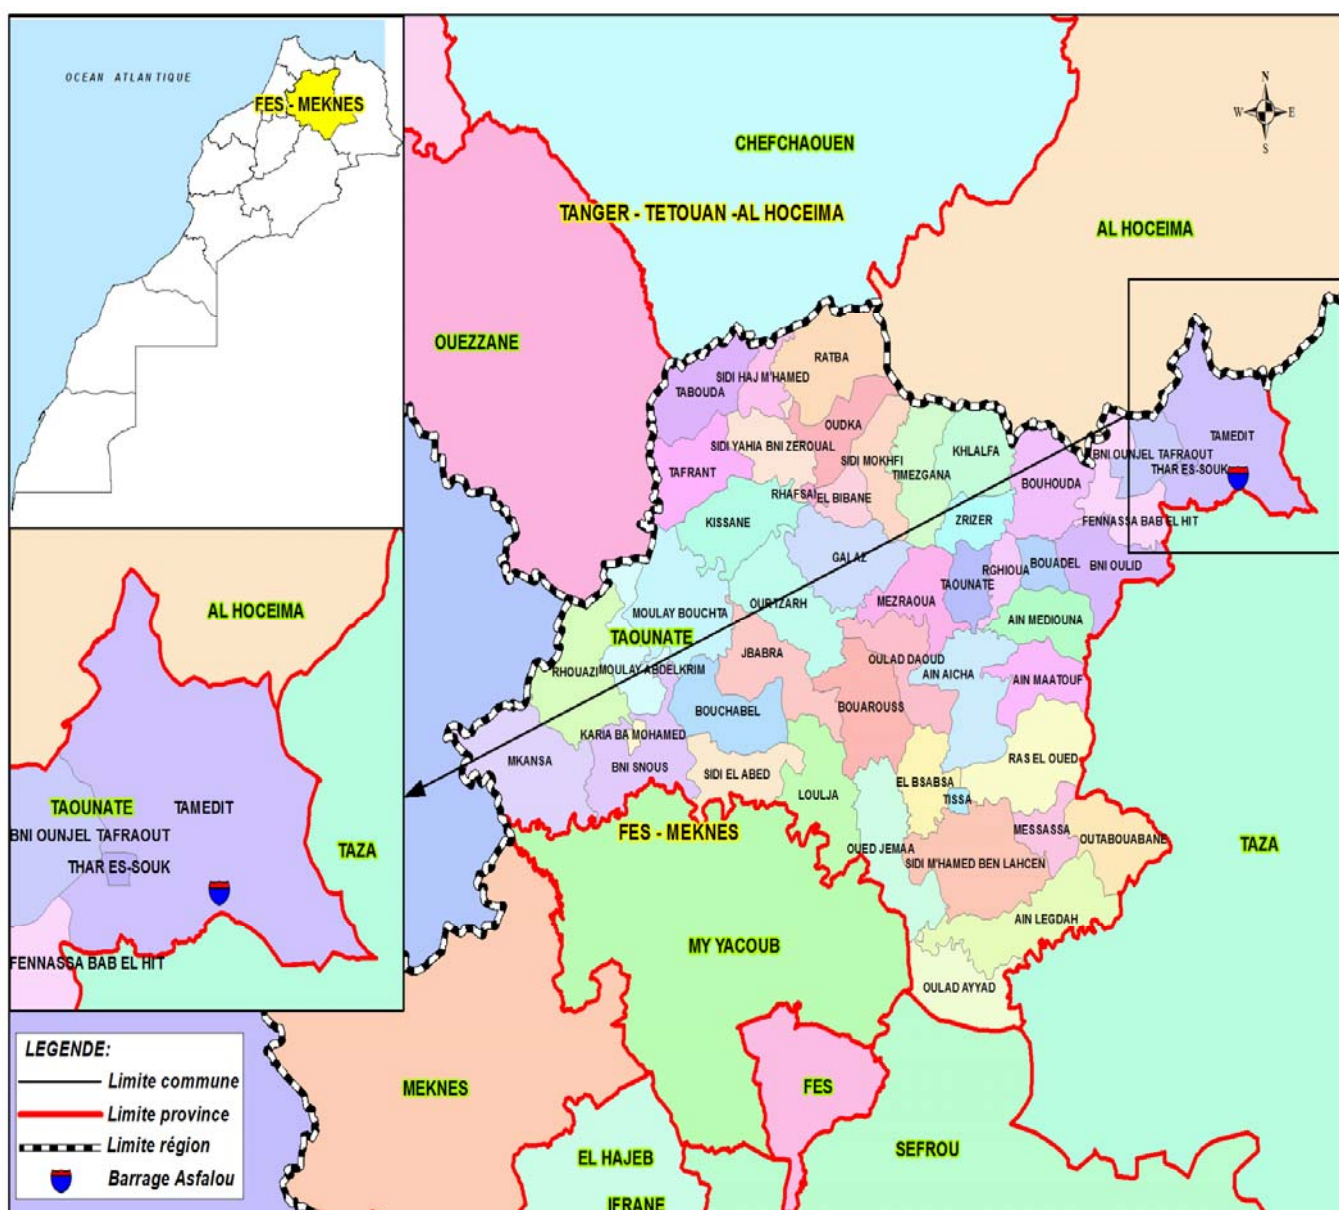 OCEAN ATLANTIQUE
FES - MEKNES
N
W E
S
CHEFCHAOUEN
TANGER - TETOUAN -AL HOCEIMA
AL HOCEIMA
OUEZZANE
RATBA
SIDI HAJ M'HAMED
TABOUDA
OUDKA
SIDI YAHIA BNI ZEROUAL
SIDI MOKHFI
KHLALFA
TAFRANT
TIMEZGANA
TAMEDIT
BNI OUNJEL TAFRAOUT
THAR ES-SOUK
BOUHOUDA
RHAFSAI
EL BIBANE
KISSANE
ZRIZER
FENNASSA BAB EL HIT
GALAZ
RGHIOUA
BOUADEL
BNI OULID
TAOUNATE
MEZRAOUA
OURTZARH
MOULAY BOUCHTA
AIN MEDIOUNA
TAOUNATE
JBABRA
OULAD DAOUD
RHOUAZI
MOULAY ABDELKRIM
AIN AICHA
AIN MAATOUF
BOUCHABEL
BOUAROUSS
KARIA BA MOHAMED
MKANSA
BNI SNOUS
SIDI EL ABED
RAS EL OUED
EL BSABSA
LOULJA
TISSA
FES - MEKNES
MESSASSA
OUTABOUABANE
OUED JEMAA
SIDI M'HAMED BEN LAHCEN
TAZA
AIN LEGDAH
MY YACOUB
OULAD AYYAD
MEKNES
FES
SEFROU
EL HAJEB
IFRANE
AL HOCEIMA
TAOUNATE
TAMEDIT
BNI OUNJEL TAFRAOUT
TAZA
THAR ES-SOUK
FENNASSA BAB EL HIT
LEGENDE:
Limite commune
Limite province
Limite région
Barrage Asfalou